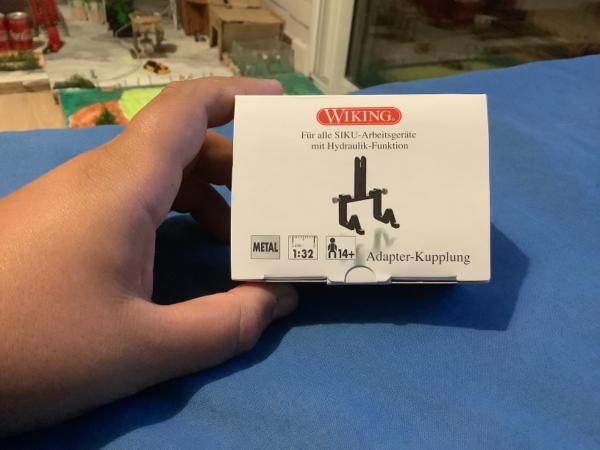 WIKING
Für alle SIKU-Arbeitsgeräte
mit Hydraulik-Funktion
METAL
1:32
14+
Adapter-Kupplung